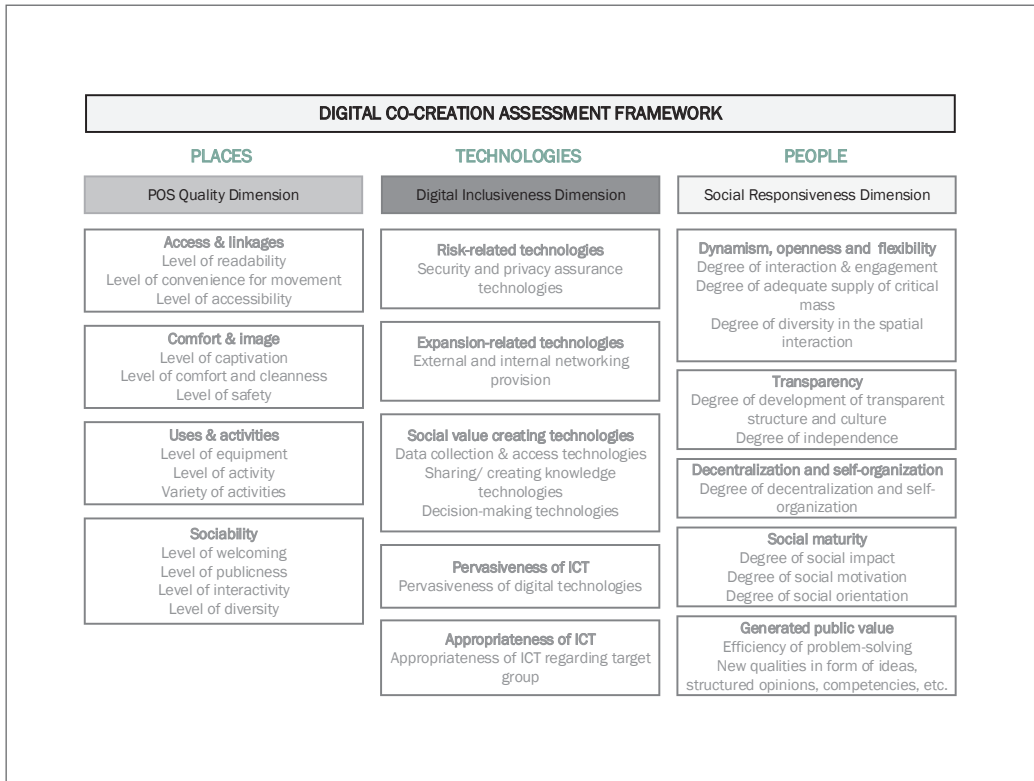 DIGITAL CO-CREATION ASSESSMENT FRAMEWORK
PLACES
POS Quality Dimension
Access & linkages
Level of readability
Level of convenience for movement
Level of accessibility
Comfort & image
Level of captivation
Level of comfort and cleanness
Level of safety
Uses & activities
Level of equipment
Level of activity
Variety of activities
Sociability
Level of welcoming
Level of publicness
Level of interactivity
Level of diversity
TECHNOLOGIES
Digital Inclusiveness Dimension
Risk-related technologies
Security and privacy assurance
technologies
Expansion-related technologies
External and internal networking
provision
Social value creating technologies
Data collection & access technologies
Sharing/ creating knowledge
technologies
Decision-making technologies
Pervasiveness of ICT
Pervasiveness of digital technologies
Appropriateness of ICT
Appropriateness of ICT regarding target
group
PEOPLE
Social Responsiveness Dimension
Dynamism, openness and flexibility
Degree of interaction & engagement
Degree of adequate supply of critical
mass
Degree of diversity in the spatial
interaction
Transparency
Degree of development of transparent
structure and culture
Degree of independence
Decentralization and self-organization
Degree of decentralization and self-
organization
Social maturity
Degree of social impact
Degree of social motivation
Degree of social orientation
Generated public value
Efficiency of problem-solving
New qualities in form of ideas,
structured opinions, competencies, etc.